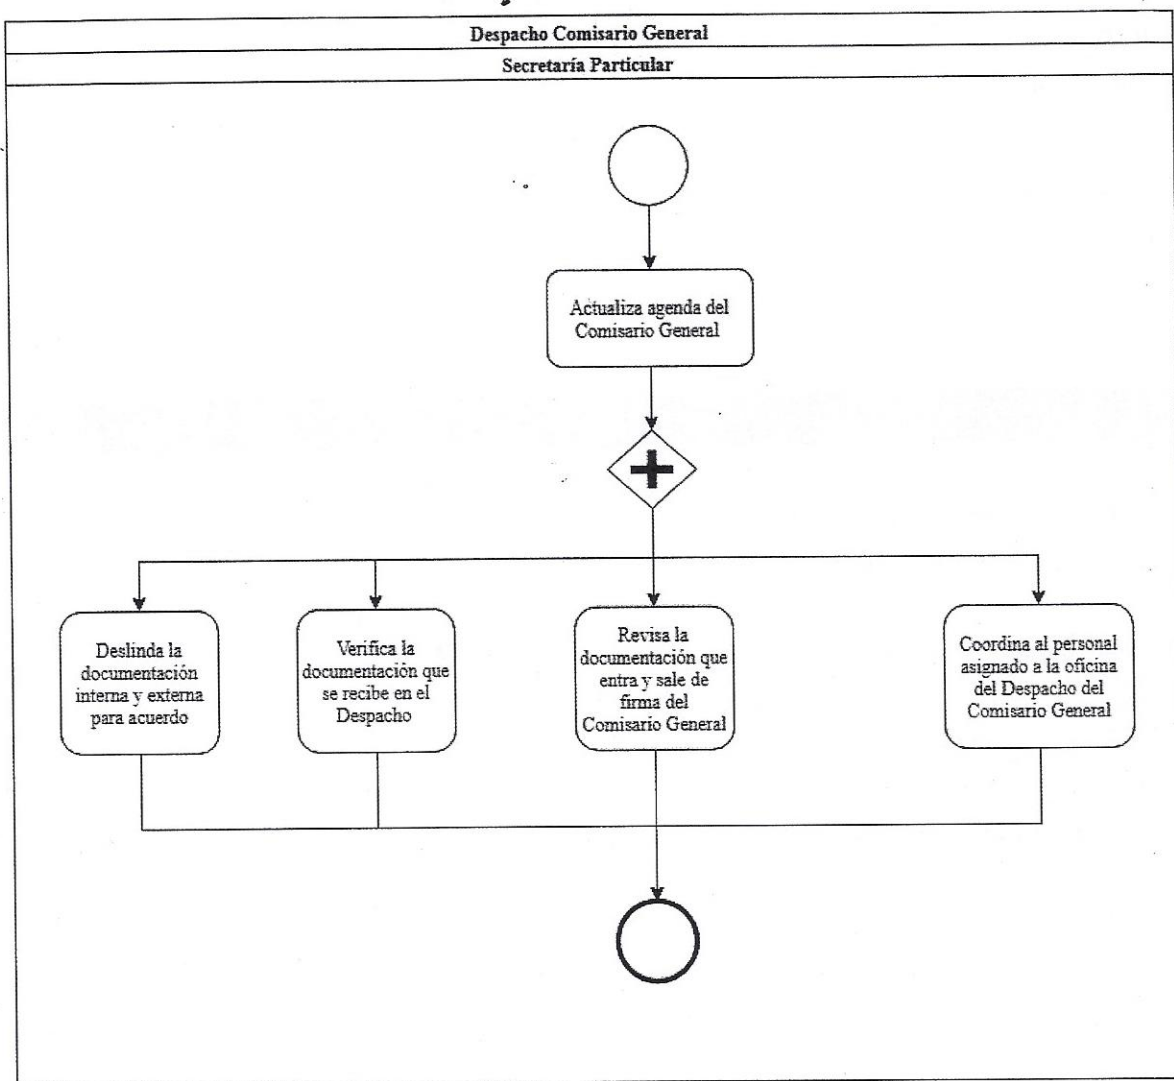 Despacho Comisario General
Secretaría Particular
Actualiza agenda del
Comisario General
Deslinda la
documentación
interna y externa
para acuerdo
Verifica la
documentación que
se recibe en el
Despacho
Revisa la
documentación que
entra y sale de
firma del
Comisario General
Coordina al personal
asignado a la oficina
del Despacho del
Comisario General